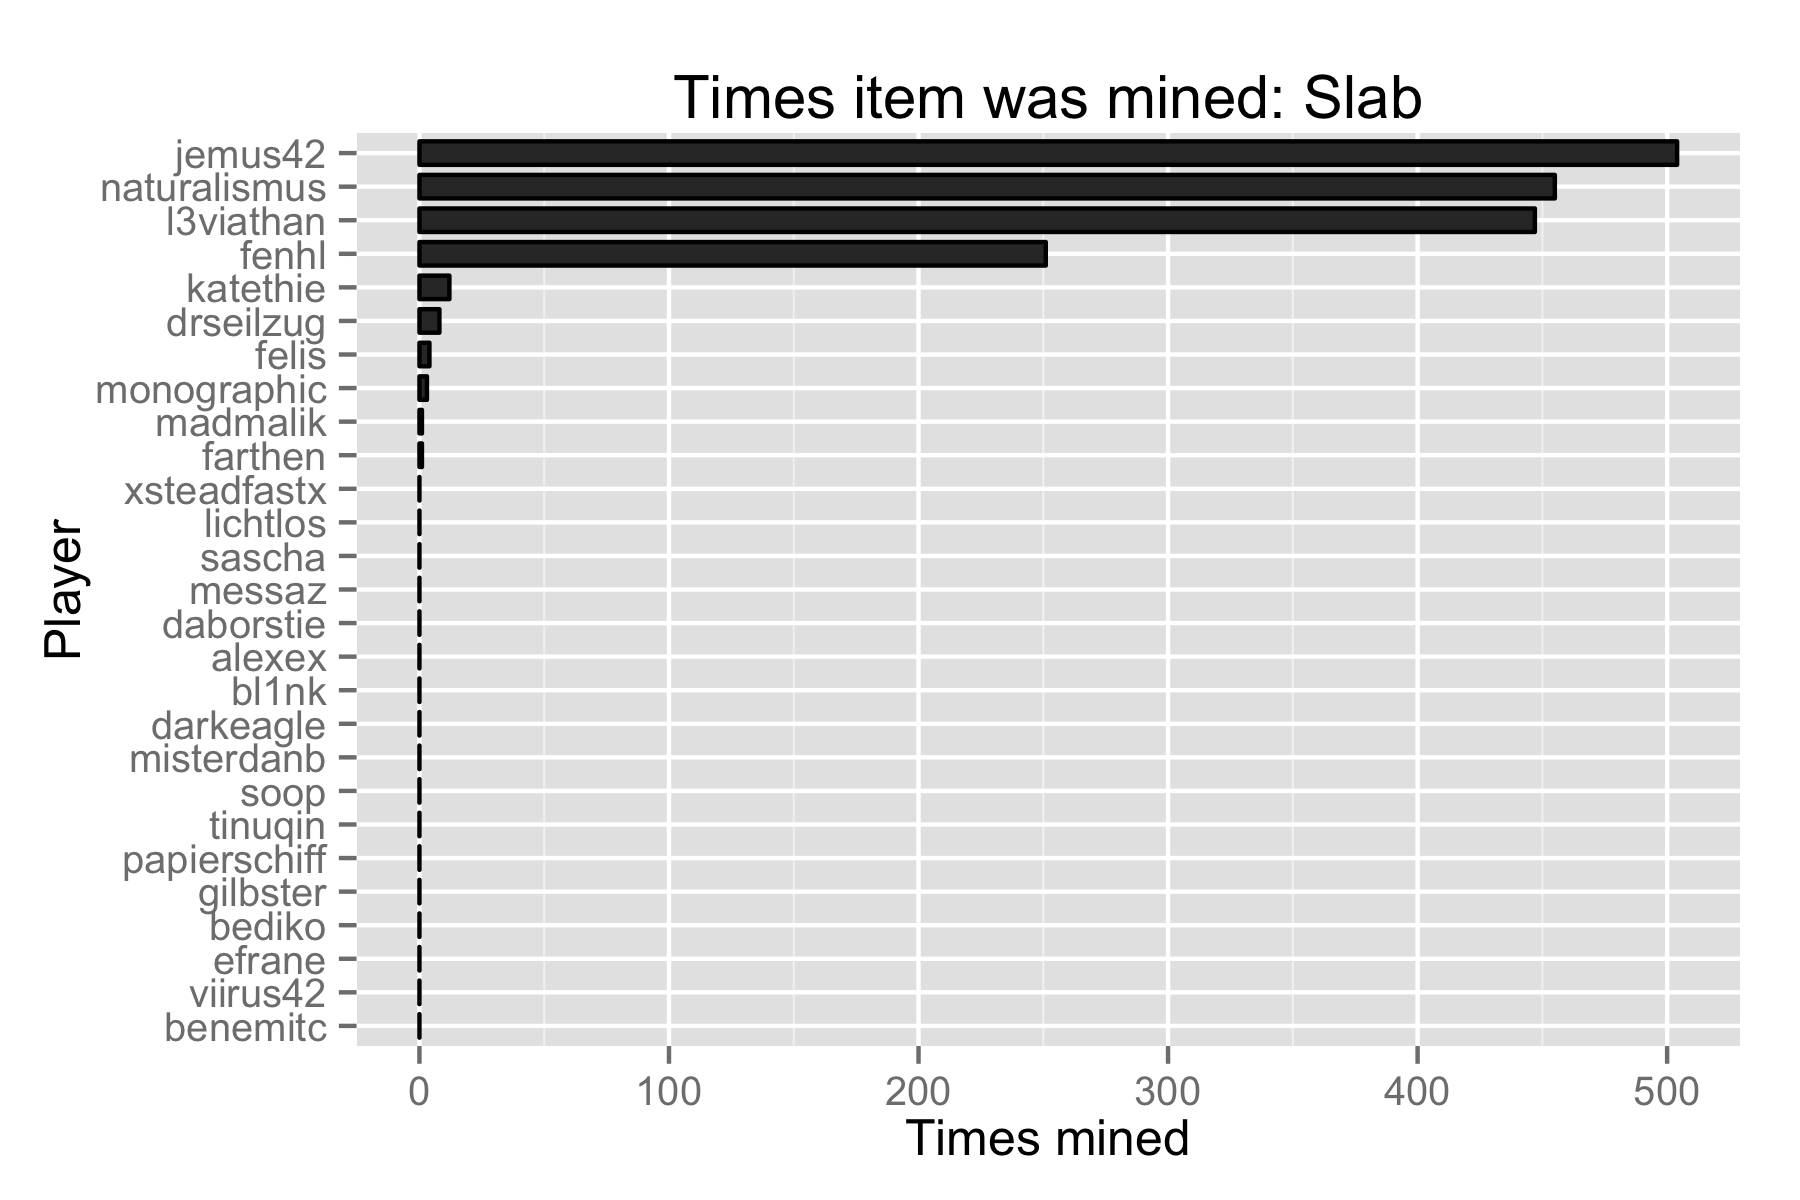 Times item was mined: Slab
jemus42
naturalismus
l3viathan
fenhl
katethie
drseilzug
felis
monographic
madmalik
farthen
xsteadfastx
lichtlos
sascha
messaz
daborstie
alexex
bl1nk
darkeagle
misterdanb
soop
tinuqin
papierschiff
gilbster
bediko
efrane
viirus42
benemitc
Player
0 100 200 300 400 500
Times mined